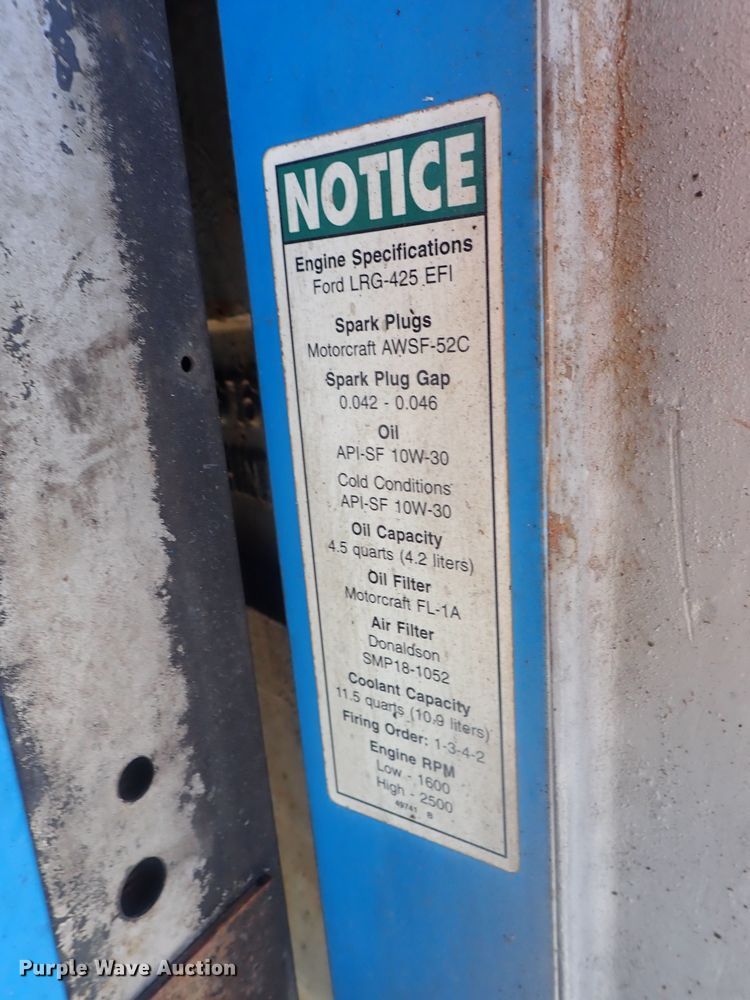 NOTICE
Engine Specifications
Ford LRG-425 EFI
Spark Plugs
Motorcraft AWSF-52C
Spark Plug Gap
0.042 - 0.046
Oil
API-SF 10W-30
Cold Conditions
API-SF 10W-30
Oil Capacity
4.5 quarts (4.2 liters)
Oil Filter
Motorcraft FL-1A
Air Filter
Donaldson
SMP18-1052
Coolant Capacity
11.5 quarts (10.9 liters)
Firing Order: 1-3-4-2
Engine RPM
Low - 1600
High - 2500
49741 B
Purple Wave Auction